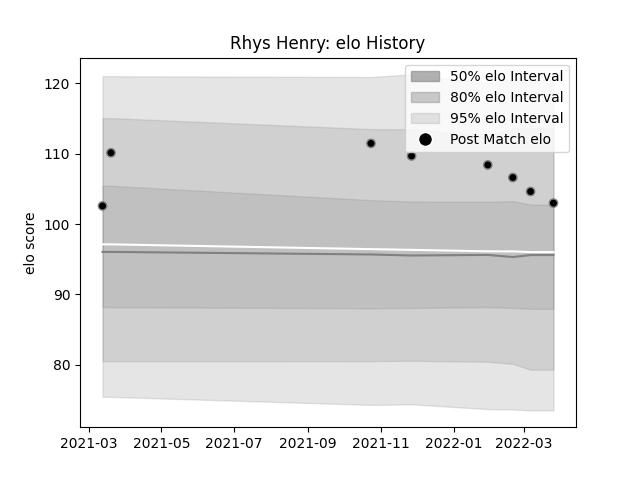 Rhys Henry: elo History
120
110
100
90
80
elo score
50% elo Interval
80% elo Interval
95% elo Interval
Post Match elo
2021-03 2021-05 2021-07 2021-09 2021-11 2022-01 2022-03